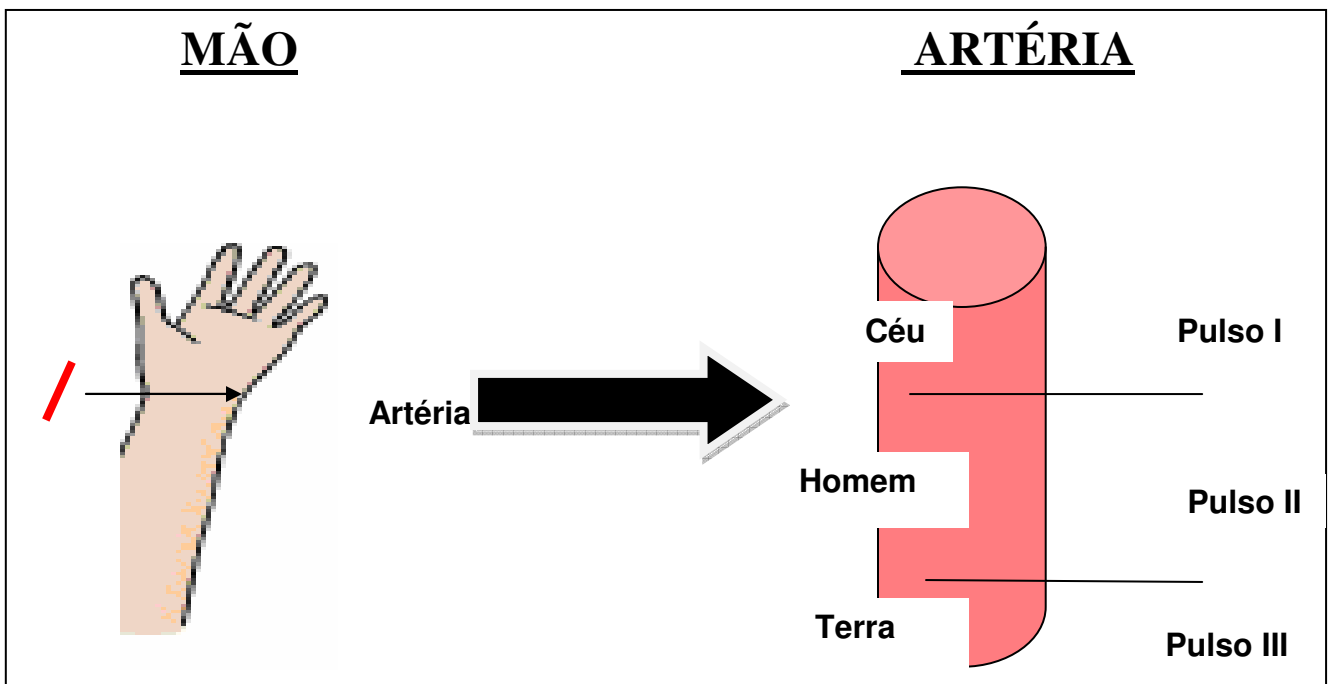 MÃO
ARTÉRIA
Céu
Pulso I
Artéria
Homem
Pulso II
Terra
Pulso III